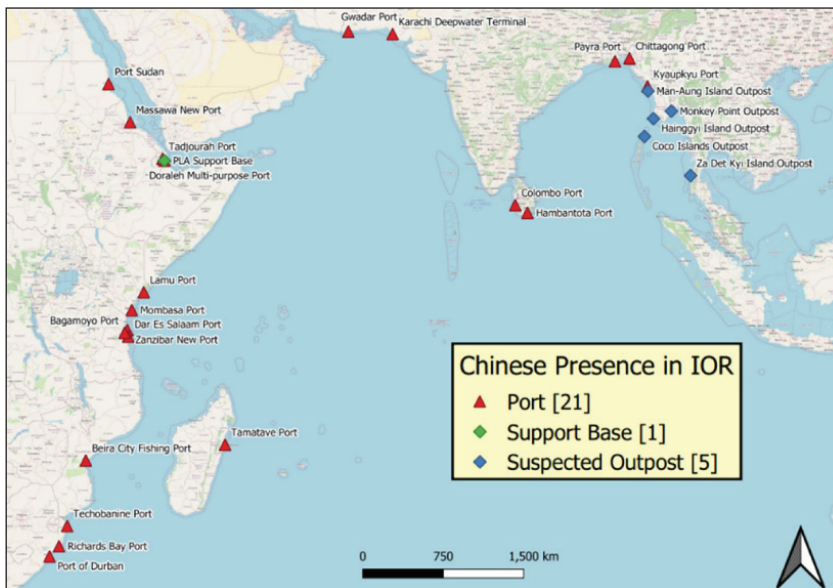 Gwadar Port
Karachi Deepwater Terminal
Payra Port
Chittagong Port
Port Sudan
Kyaupkyu Port
Man-Aung Island Outpost
Massawa New Port
Monkey Point Outpost
Hainggyi Island Outpost
Tadjourah Port
Coco Islands Outpost
PLA Support Base
Za Det Kyi Island Outpost
Doraleh Multi-purpose Port
Colombo Port
Hambantota Port
Lamu Port
Mombasa Port
Bagamoyo Port
Dar Es Salaam Port
Zanzibar New Port
Chinese Presence in IOR
Port [21]
Support Base [1]
Suspected Outpost [5]
Tamatave Port
Beira City Fishing Port
Techobanine Port
Richards Bay Port
Port of Durban
0 750 1,500 km